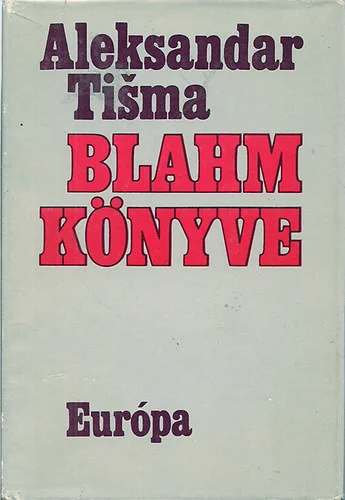 Aleksandar
Tišma
BLAHM
KÖNYVE
Európa